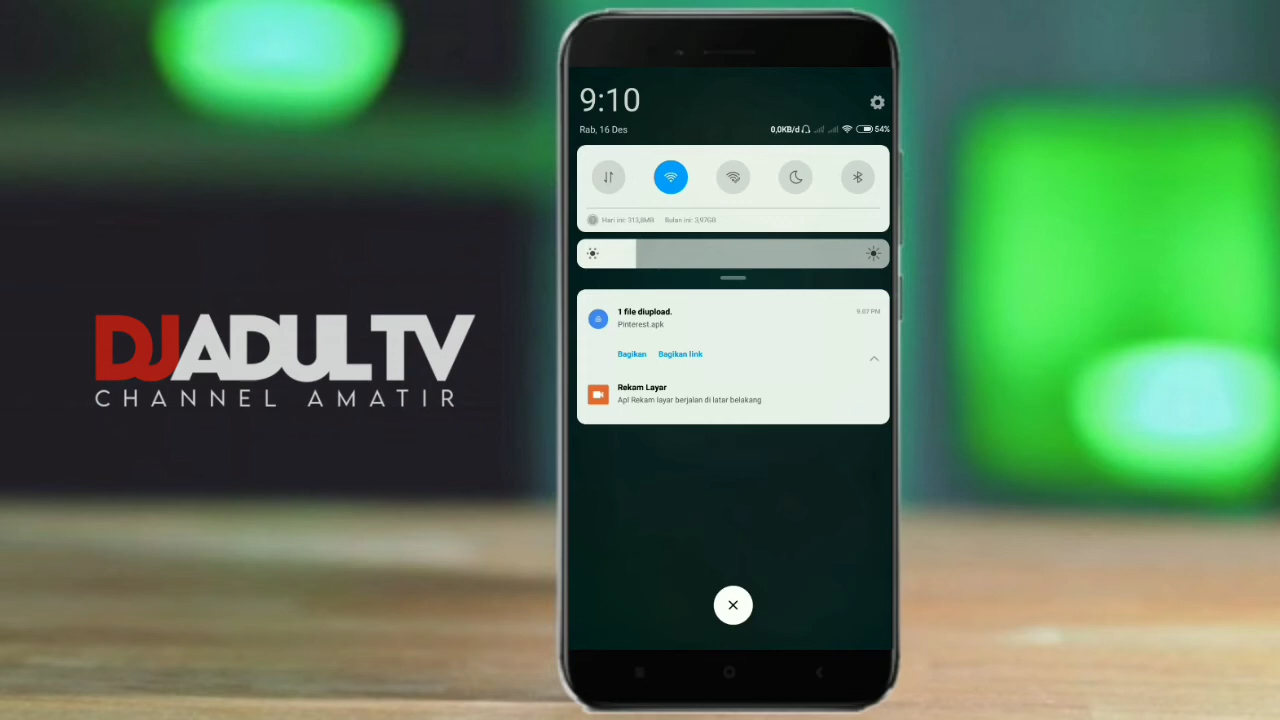 9:10
Rab, 16 Des
0,0KB/d
54%
Hari ini: 313,8MB Bulan ini: 3,97GB
1 file diupload.
9:07 PM
Pinterest.apk
Bagikan Bagikan link
Rekam Layar
Apl Rekam layar berjalan di latar belakang
DJADULTV
CHANNEL AMATIR